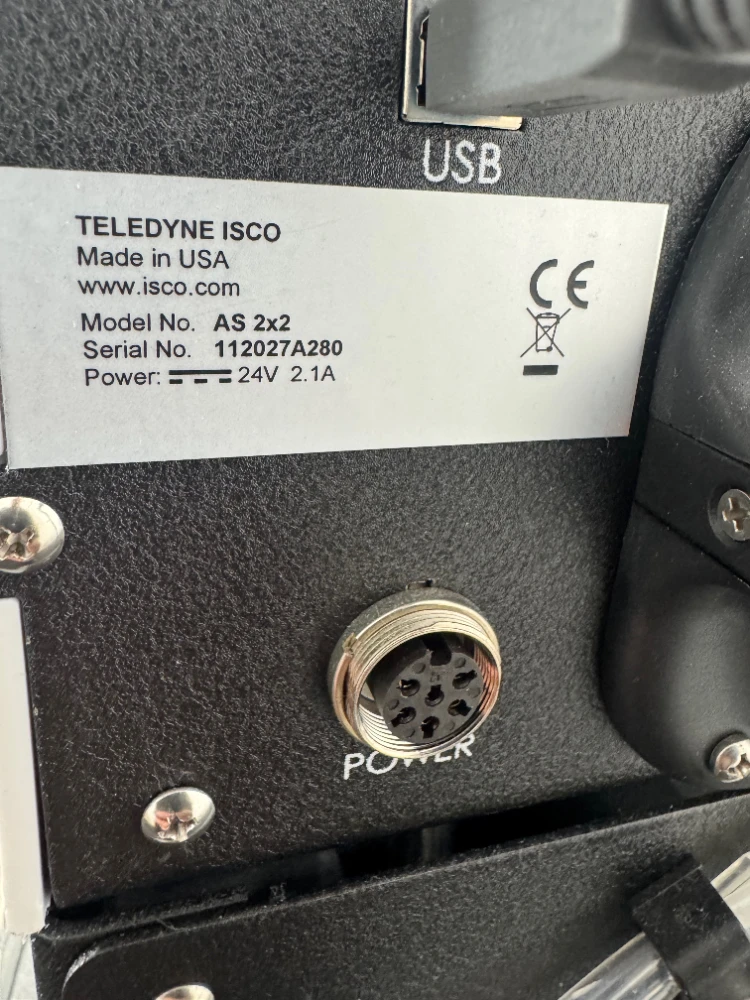 USB
TELEDYNE ISCO
Made in USA
www.isco.com
Model No. AS 2x2
Serial No. 112027A280
Power: 24V 2.1A
CE
POWER